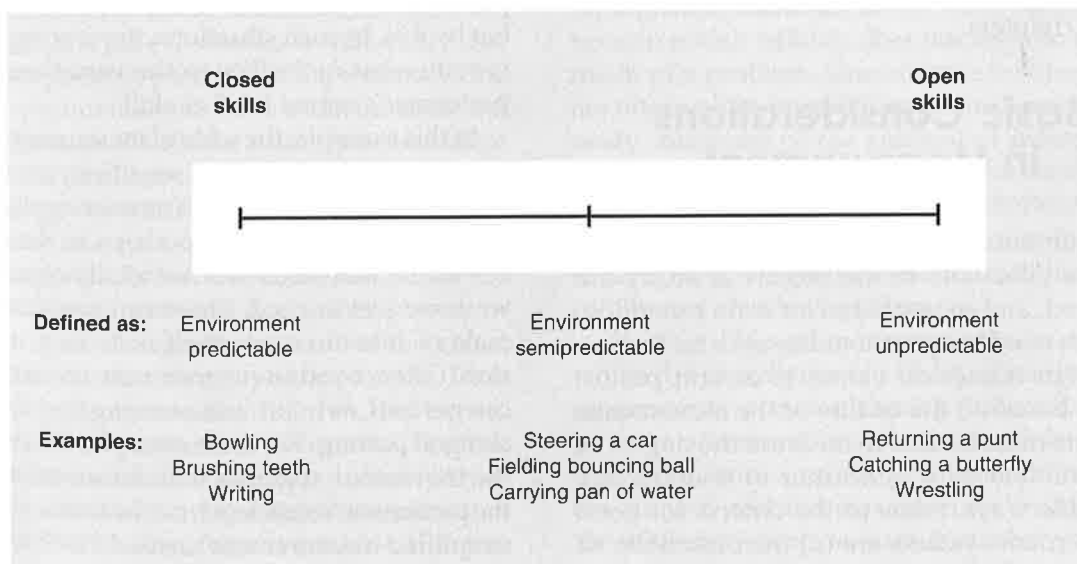 Closed
skills
Open
skills
Defined as:
Environment
predictable
Environment
semipredictable
Environment
unpredictable
Examples:
Bowling
Brushing teeth
Writing
Steering a car
Fielding bouncing ball
Carrying pan of water
Returning a punt
Catching a butterfly
Wrestling